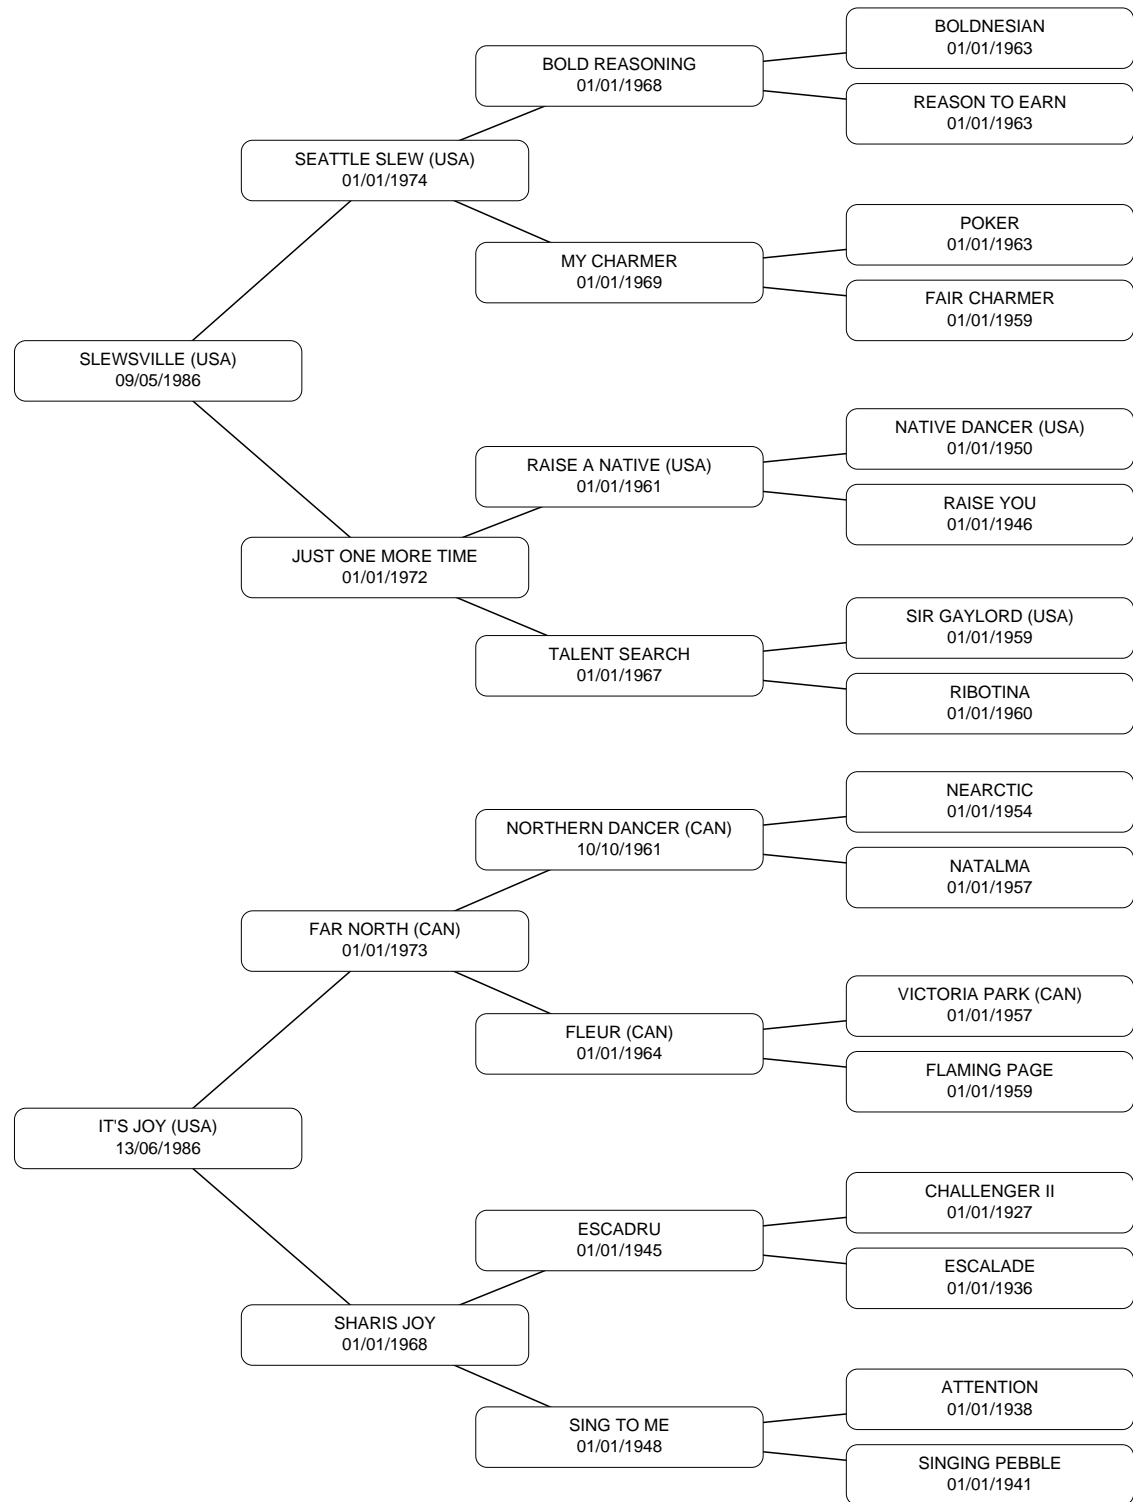 BOLDNESIAN
01/01/1963
BOLD REASONING
01/01/1968
REASON TO EARN
01/01/1963
SEATTLE SLEW (USA)
01/01/1974
POKER
01/01/1963
MY CHARMER
01/01/1969
FAIR CHARMER
01/01/1959
SLEWSVILLE (USA)
09/05/1986
NATIVE DANCER (USA)
01/01/1950
RAISE A NATIVE (USA)
01/01/1961
RAISE YOU
01/01/1946
JUST ONE MORE TIME
01/01/1972
SIR GAYLORD (USA)
01/01/1959
TALENT SEARCH
01/01/1967
RIBOTINA
01/01/1960
NEARCTIC
01/01/1954
NORTHERN DANCER (CAN)
10/10/1961
NATALMA
01/01/1957
FAR NORTH (CAN)
01/01/1973
VICTORIA PARK (CAN)
01/01/1957
FLEUR (CAN)
01/01/1964
FLAMING PAGE
01/01/1959
IT'S JOY (USA)
13/06/1986
CHALLENGER II
01/01/1927
ESCADRU
01/01/1945
ESCALADE
01/01/1936
SHARIS JOY
01/01/1968
ATTENTION
01/01/1938
SING TO ME
01/01/1948
SINGING PEBBLE
01/01/1941